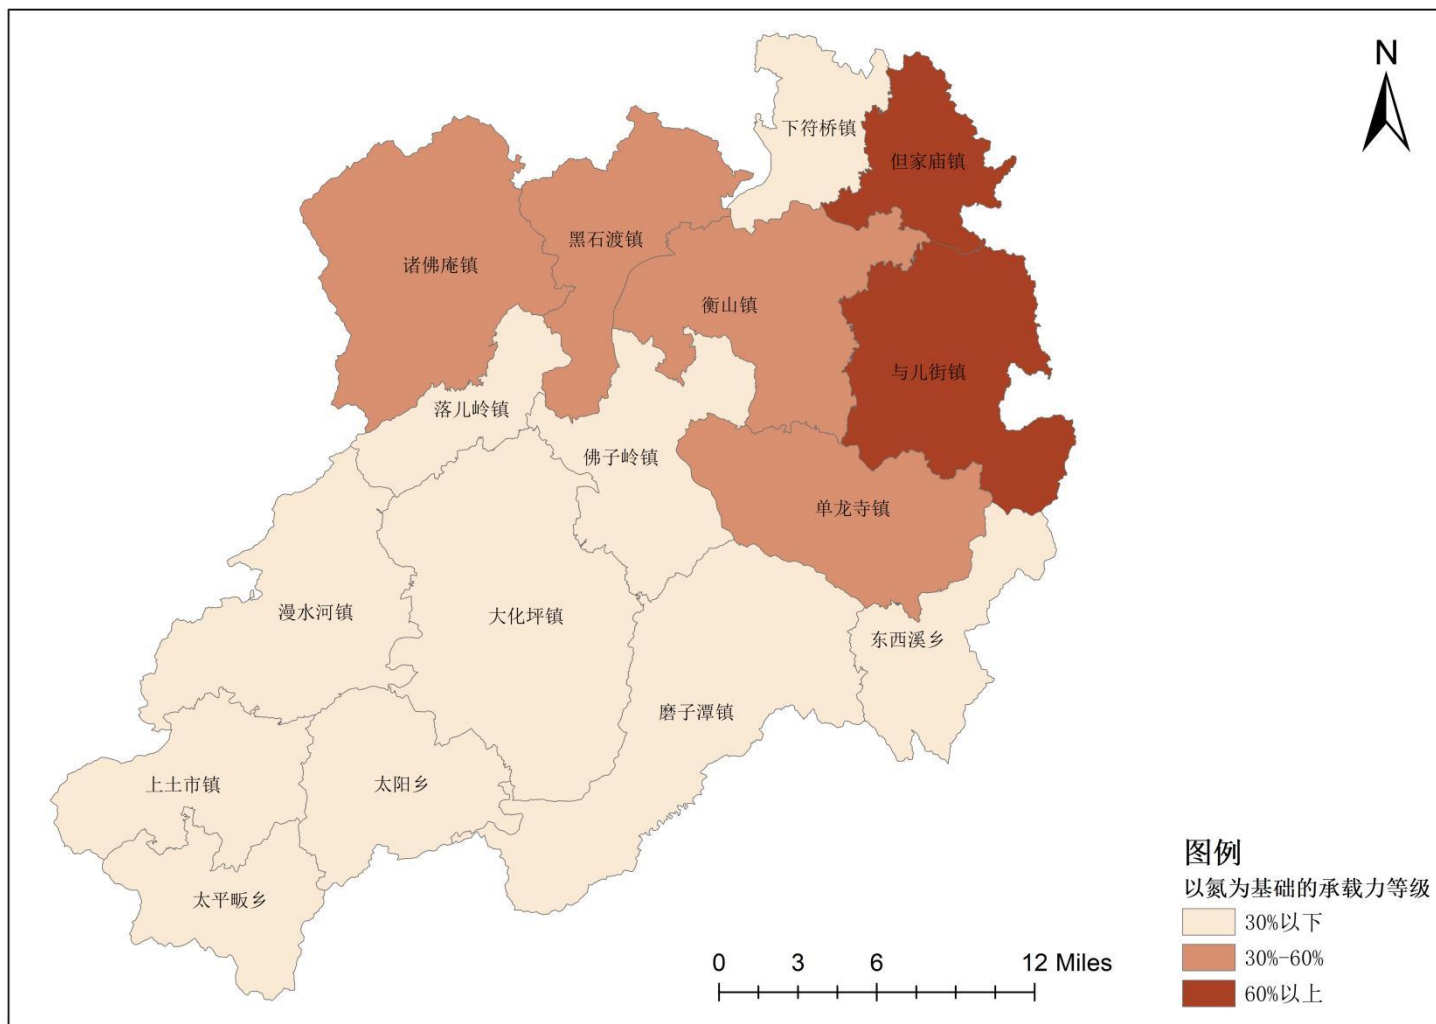 N
下符桥镇
但家庙镇
黑石渡镇
诸佛庵镇
衡山镇
与儿街镇
落儿岭镇
佛子岭镇
单龙寺镇
漫水河镇
大化坪镇
东西溪乡
磨子潭镇
上土市镇
太阳乡
太平畈乡
图例
以氮为基础的承载力等级
30%以下
30%-60%
60%以上
0 3 6 12 Miles